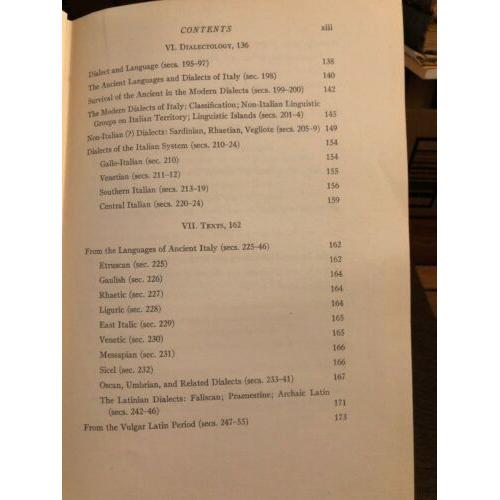 CONTENTS xiii
VI. DIALECTOLOGY, 136
Dialect and Language (secs. 195–97) 138
The Ancient Languages and Dialects of Italy (sec. 198) 140
Survival of the Ancient in the Modern Dialects (secs. 199–200) 142
The Modern Dialects of Italy; Classification; Non-Italian Linguistic
Groups on Italian Territory; Linguistic Islands (secs. 201–4) 145
Non-Italian (?) Dialects: Sardinian, Rhaetian, Vegliote (secs. 205–9) 149
Dialects of the Italian System (secs. 210–24) 154
Gallo-Italian (sec. 210) 154
Venetian (secs. 211–12) 155
Southern Italian (secs. 213–19) 156
Central Italian (secs. 220–24) 159
VII. TEXTS, 162
From the Languages of Ancient Italy (secs. 225–46) 162
Etruscan (sec. 225) 162
Gaulish (sec. 226) 164
Rhaetic (sec. 227) 164
Liguric (sec. 228) 164
East Italic (sec. 229) 165
Venetic (sec. 230) 165
Messapian (sec. 231) 166
Sicel (sec. 232) 166
Oscan, Umbrian, and Related Dialects (secs. 233–41) 167
The Latinian Dialects: Faliscan; Praenestine; Archaic Latin
(secs. 242–46) 171
From the Vulgar Latin Period (secs. 247–55) 173